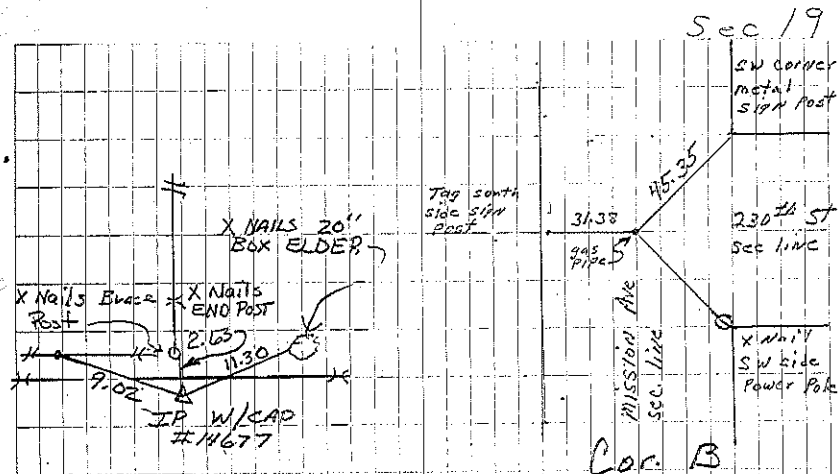 Sec 19
X NAILS 20"
BOX ELDER
X Nails Brace
Post
X Nails
END POST
2.63
11.30
9.02
IP W/CAP
#14677
SW corner
metal
sign post
45.35
Tag south
side sign
post
31.38
gas
pipe
230th St
sec line
MISSION Ave
sec. line
X Nail
SW side
Power Pole
Cor. B